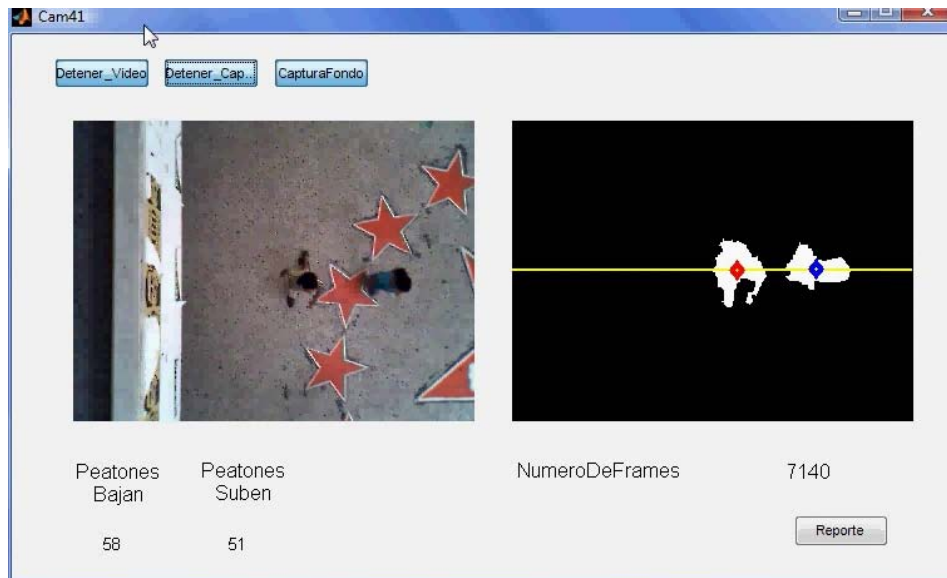 Cam41
Detener_Video Detener_Cap... CapturaFondo
Peatones
Bajan
Peatones
Suben
NumeroDeFrames 7140
58 51
Reporte